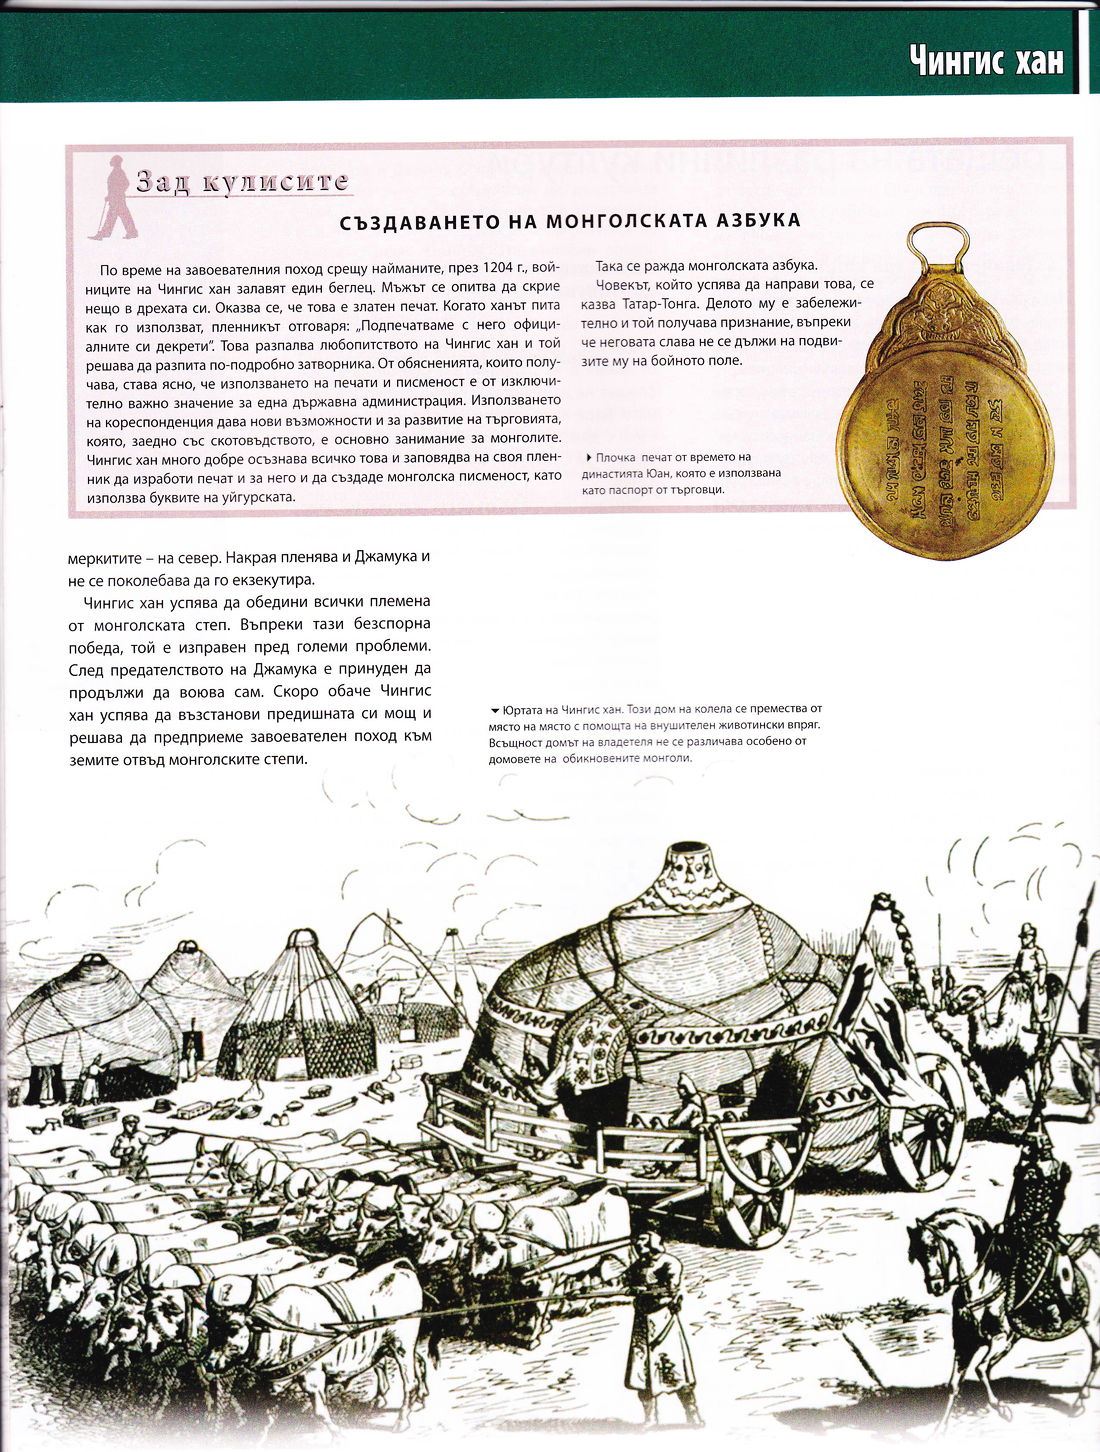 Чингис хан
Зад кулисите
СЪЗДАВАНЕТО НА МОНГОЛСКАТА АЗБУКА
По време на завоевателния поход срещу найманите, през 1204 г., вой-
ниците на Чингис хан залавят един беглец. Мъжът се опитва да скрие
нещо в дрехата си. Оказва се, че това е златен печат. Когато ханът пита
как го използват, пленникът отговаря: „Подпечатваме с него офици-
алните си декрети“. Това разпалва любопитството на Чингис хан и той
решава да разпита по-подробно затворника. От обясненията, които полу-
чава, става ясно, че използването на печати и писменост е от изключи-
телно важно значение за една държавна администрация. Използването
на кореспонденция дава нови възможности и за развитие на търговията,
която, заедно със скотовъдството, е основно занимание за монголите.
Чингис хан много добре осъзнава всичко това и заповядва на своя плен-
ник да изработи печат и за него и да създаде монголска писменост, като
използва буквите на уйгурската.
Така се ражда монголската азбука.
Човекът, който успява да направи това, се
казва Татар-Тонга. Делото му е забележи-
телно и той получава признание, въпреки
че неговата слава не се дължи на подви-
зите му на бойното поле.
Плочка печат от времето на
династията Юан, която е използвана
като паспорт от търговци.
меркитите – на север. Накрая пленява и Джамука и
не се поколебава да го екзекутира.
Чингис хан успява да обедини всички племена
от монголската степ. Въпреки тази безспорна
победа, той е изправен пред големи проблеми.
След предателството на Джамука е принуден да
продължи да воюва сам. Скоро обаче Чингис
хан успява да възстанови предишната си мощ и
решава да предприеме завоевателен поход към
земите отвъд монголските степи.
Юртата на Чингис хан. Този дом на колела се премества от
място на място с помощта на внушителен животински впряг.
Всъщност домът на владетеля не се различава особено от
домовете на обикновените монголи.